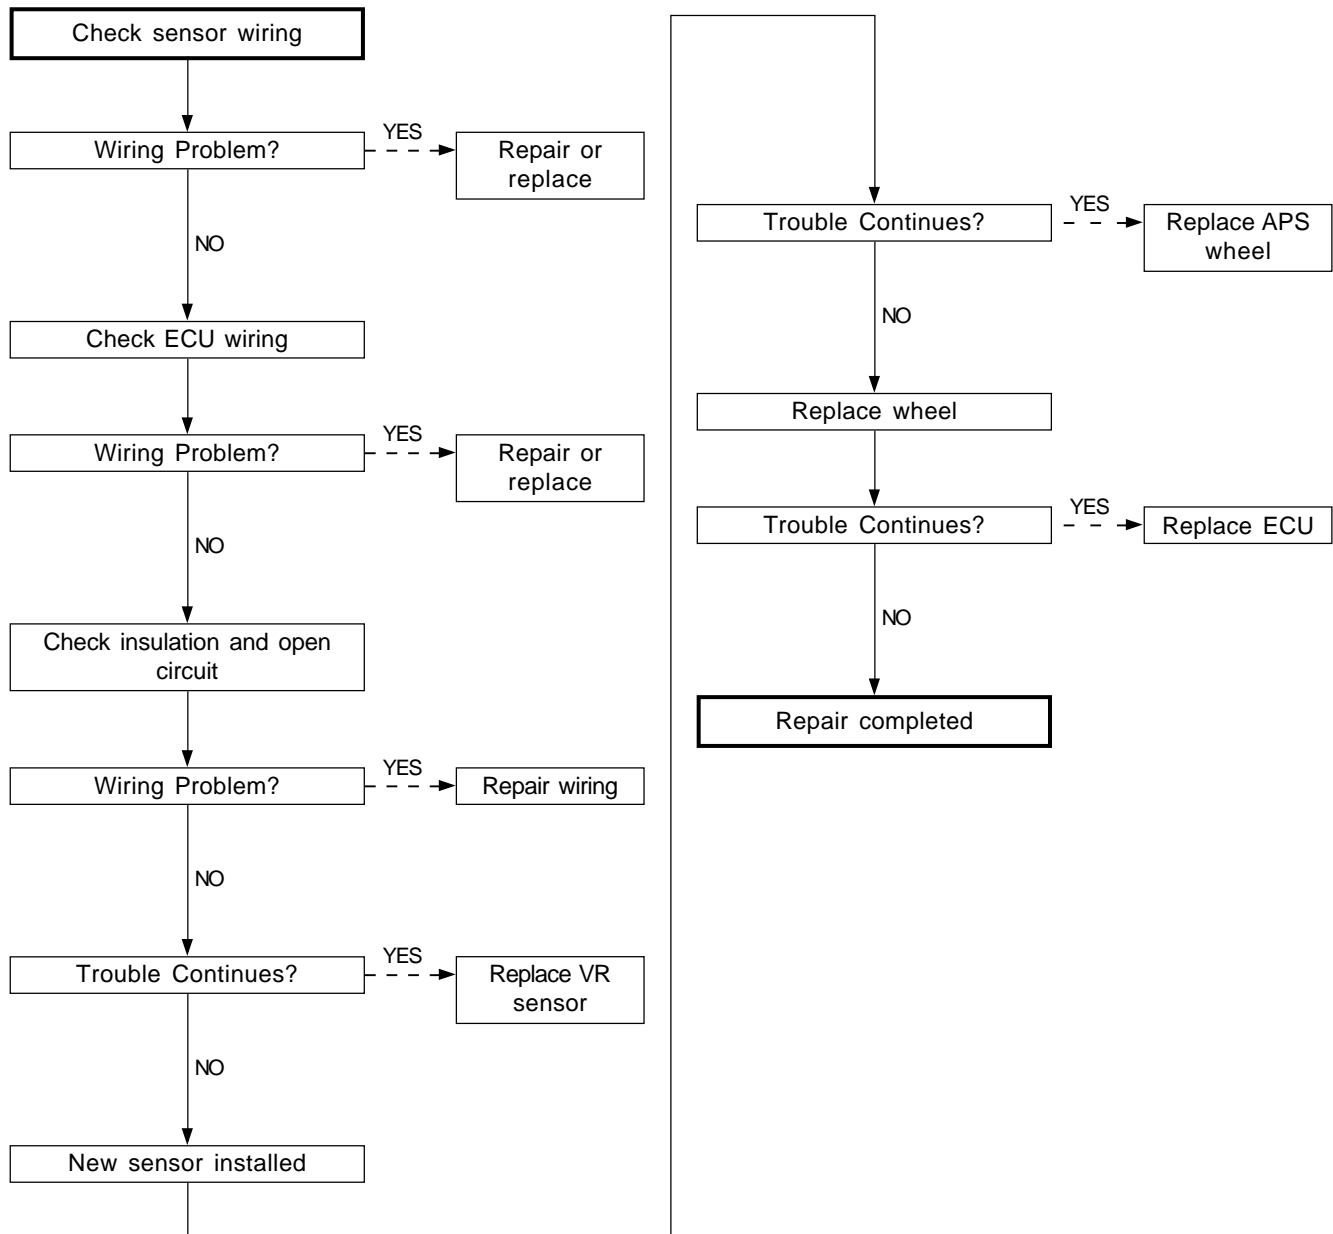 Check sensor wiring
Wiring Problem?
YES
Repair or
replace
NO
Check ECU wiring
Wiring Problem?
YES
Repair or
replace
NO
Check insulation and open
circuit
Wiring Problem?
YES
Repair wiring
NO
Trouble Continues?
YES
Replace VR
sensor
NO
New sensor installed
Trouble Continues?
YES
Replace APS
wheel
NO
Replace wheel
Trouble Continues?
YES
Replace ECU
NO
Repair completed